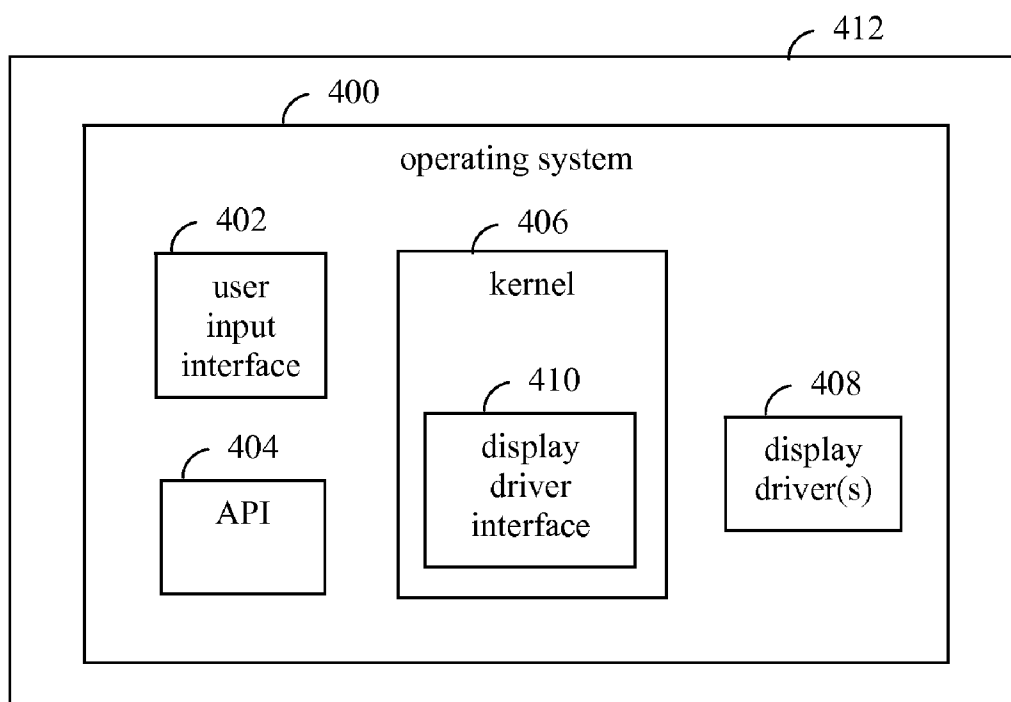 412
400
operating system
402
user
input
interface
406
kernel
410
display
driver
interface
408
display
driver(s)
404
API